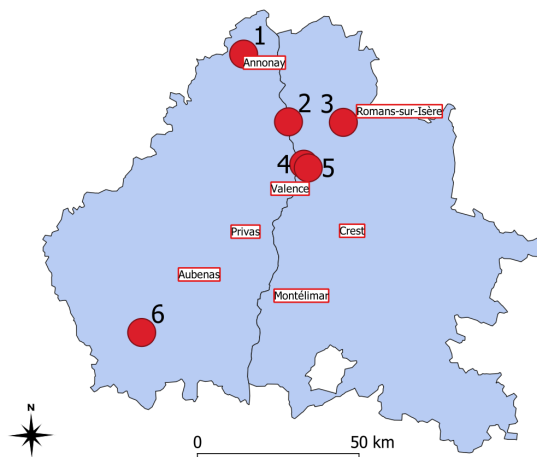 1
Annonay
2
3
Romans-sur-Isère
4
5
Valence
Privas
Crest
Aubenas
Montélimar
6
N
0
50 km